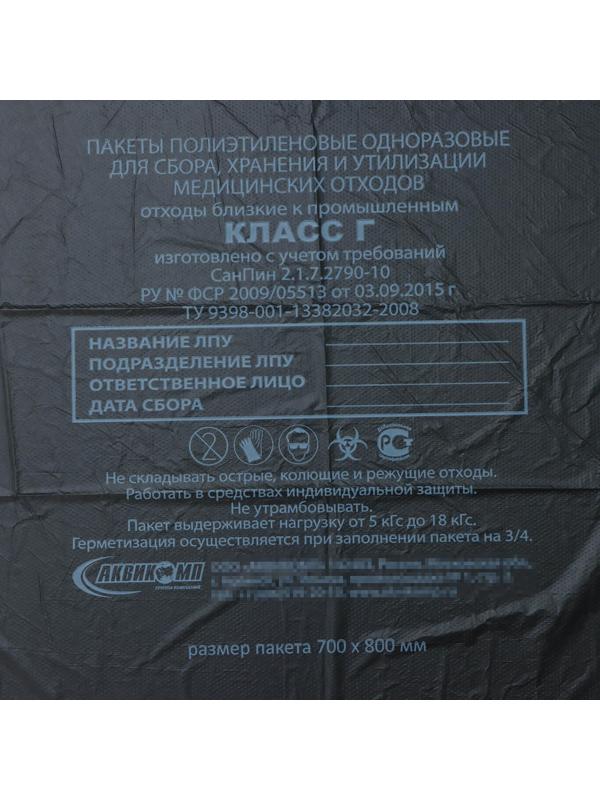 ПАКЕТЫ ПОЛИЭТИЛЕНОВЫЕ ОДНОРАЗОВЫЕ
ДЛЯ СБОРА, ХРАНЕНИЯ И УТИЛИЗАЦИИ
МЕДИЦИНСКИХ ОТХОДОВ
отходы близкие к промышленным
КЛАСС Г
изготовлено с учетом требований
СанПин 2.1.7.2790-10
РУ № ФСР 2009/05513 от 03.09.2015 г
ТУ 9398-001-13382032-2008
НАЗВАНИЕ ЛПУ
ПОДРАЗДЕЛЕНИЕ ЛПУ
ОТВЕТСТВЕННОЕ ЛИЦО
ДАТА СБОРА
Не складывать острые, колющие и режущие отходы.
Работать в средствах индивидуальной защиты.
Не утрамбовывать.
Пакет выдерживает нагрузку от 5 кГс до 18 кГс.
Герметизация осуществляется при заполнении пакета на 3/4.
АКВИКОМП
ГРУППА КОМПАНИЙ
размер пакета 700 x 800 мм